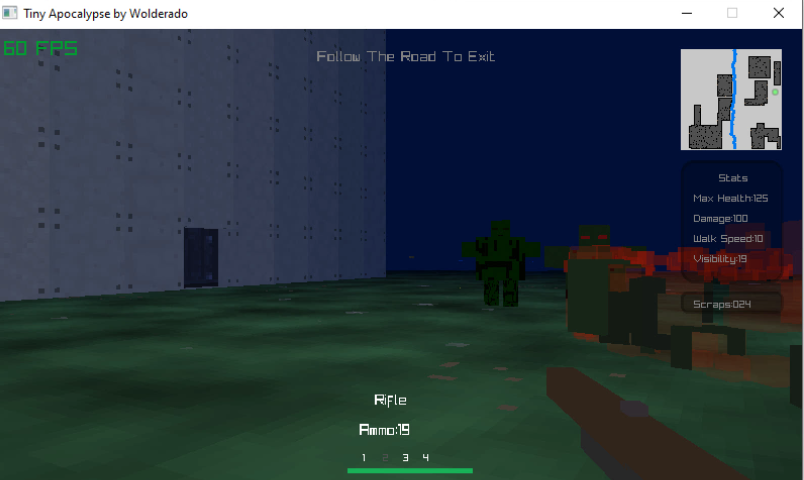 Tiny Apocalypse by Wolderado
60 FPS
Follow The Road To Exit
Stats
Max Health:125
Damage:100
Walk Speed:10
Visibility:19
Scraps:024
Rifle
Ammo:19
1 2 3 4